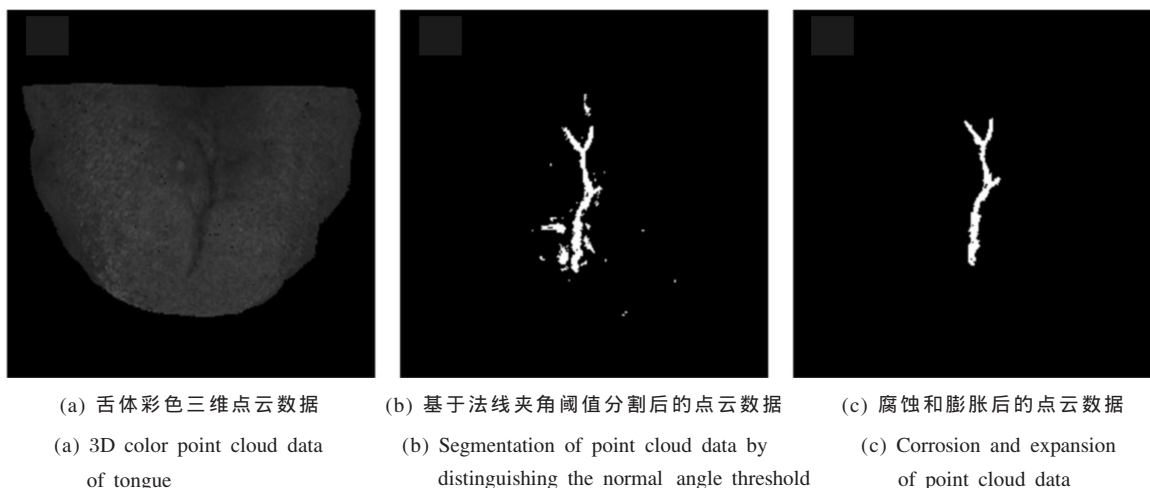 (a) 舌体彩色三维点云数据
(b) 基于法线夹角阈值分割后的点云数据
(c) 腐蚀和膨胀后的点云数据
(a) 3D color point cloud data
of tongue
(b) Segmentation of point cloud data by
distinguishing the normal angle threshold
(c) Corrosion and expansion
of point cloud data